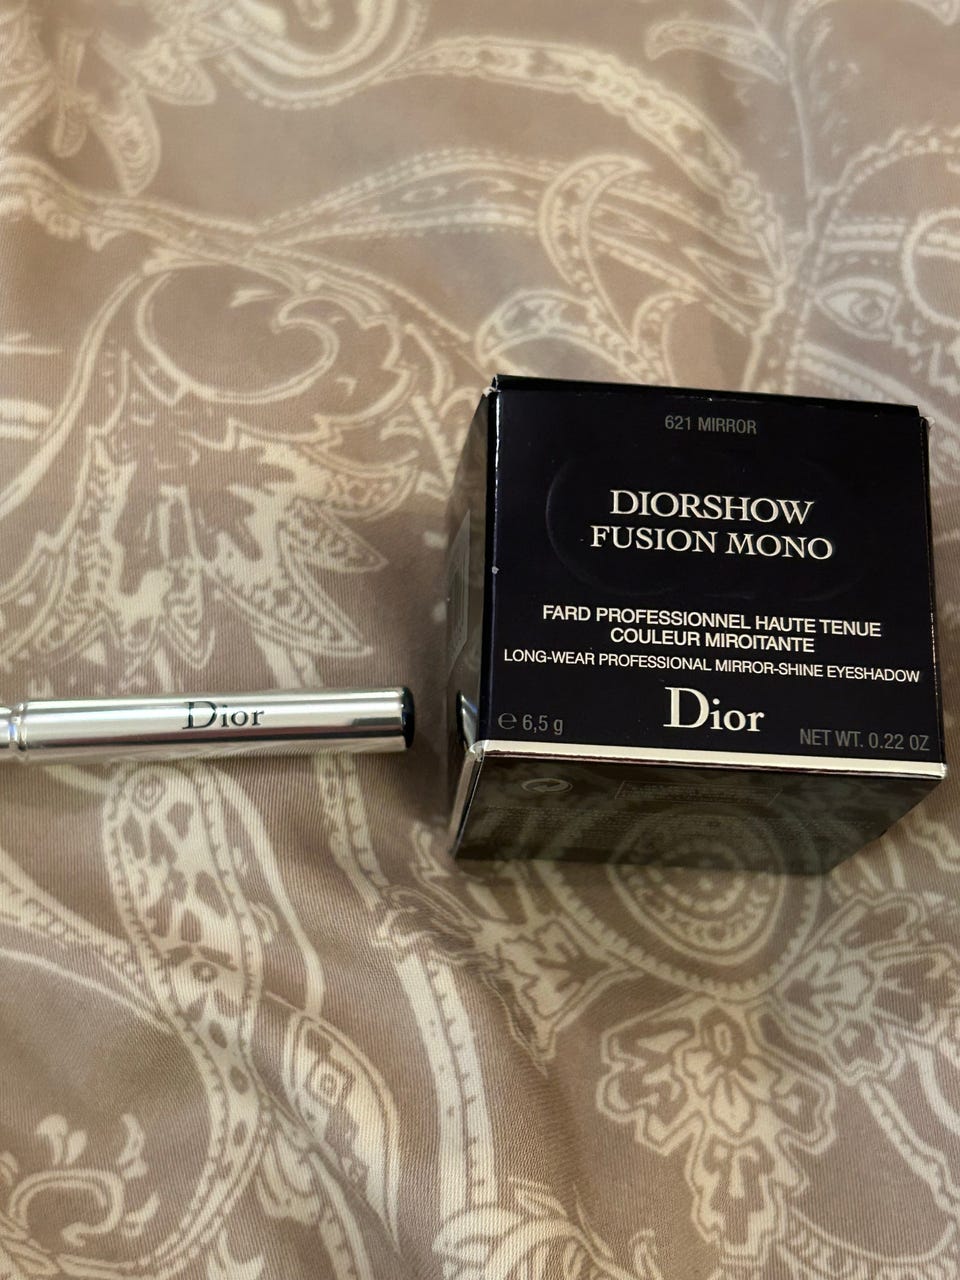 621 MIRROR
DIORSHOW
FUSION MONO
FARD PROFESSIONNEL HAUTE TENUE
COULEUR MIROITANTE
LONG-WEAR PROFESSIONAL MIRROR-SHINE EYESHADOW
Dior
℮ 6,5 g
NET WT. 0.22 OZ
Dior